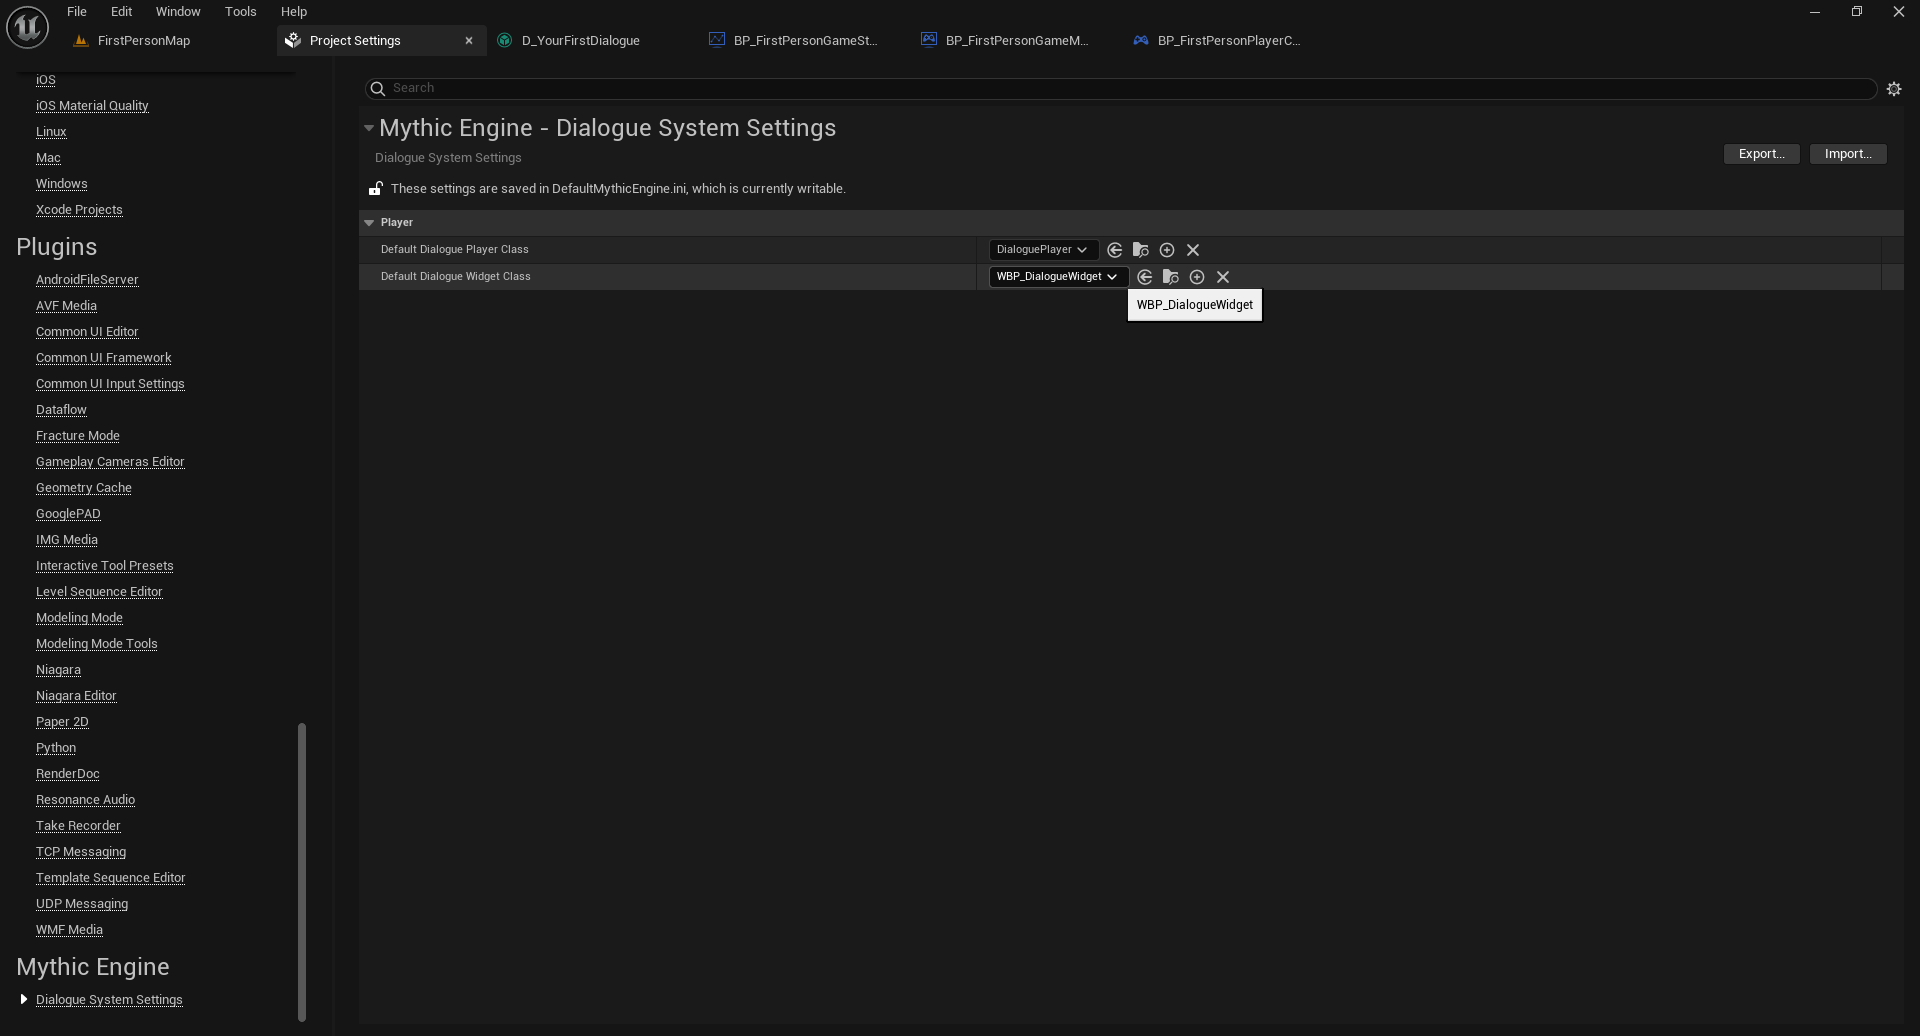 File Edit Window Tools Help
FirstPersonMap
Project Settings
D_YourFirstDialogue
BP_FirstPersonGameSt...
BP_FirstPersonGameM...
BP_FirstPersonPlayerC...
iOS
iOS Material Quality
Linux
Mac
Windows
Xcode Projects
Plugins
AndroidFileServer
AVF Media
Common UI Editor
Common UI Framework
Common UI Input Settings
Dataflow
Fracture Mode
Gameplay Cameras Editor
Geometry Cache
GooglePAD
IMG Media
Interactive Tool Presets
Level Sequence Editor
Modeling Mode
Modeling Mode Tools
Niagara
Niagara Editor
Paper 2D
Python
RenderDoc
Resonance Audio
Take Recorder
TCP Messaging
Template Sequence Editor
UDP Messaging
WMF Media
Mythic Engine
Dialogue System Settings
Search
Mythic Engine - Dialogue System Settings
Dialogue System Settings
Export...
Import...
These settings are saved in DefaultMythicEngine.ini, which is currently writable.
Player
Default Dialogue Player Class
DialoguePlayer
Default Dialogue Widget Class
WBP_DialogueWidget
WBP_DialogueWidget